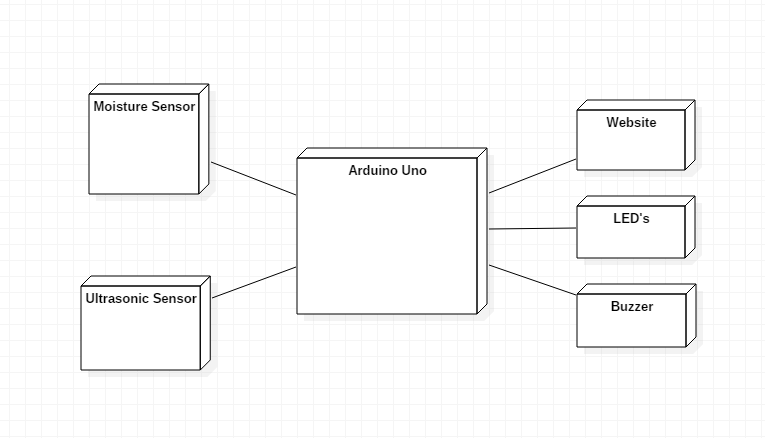 Moisture Sensor
Ultrasonic Sensor
Arduino Uno
Website
LED's
Buzzer